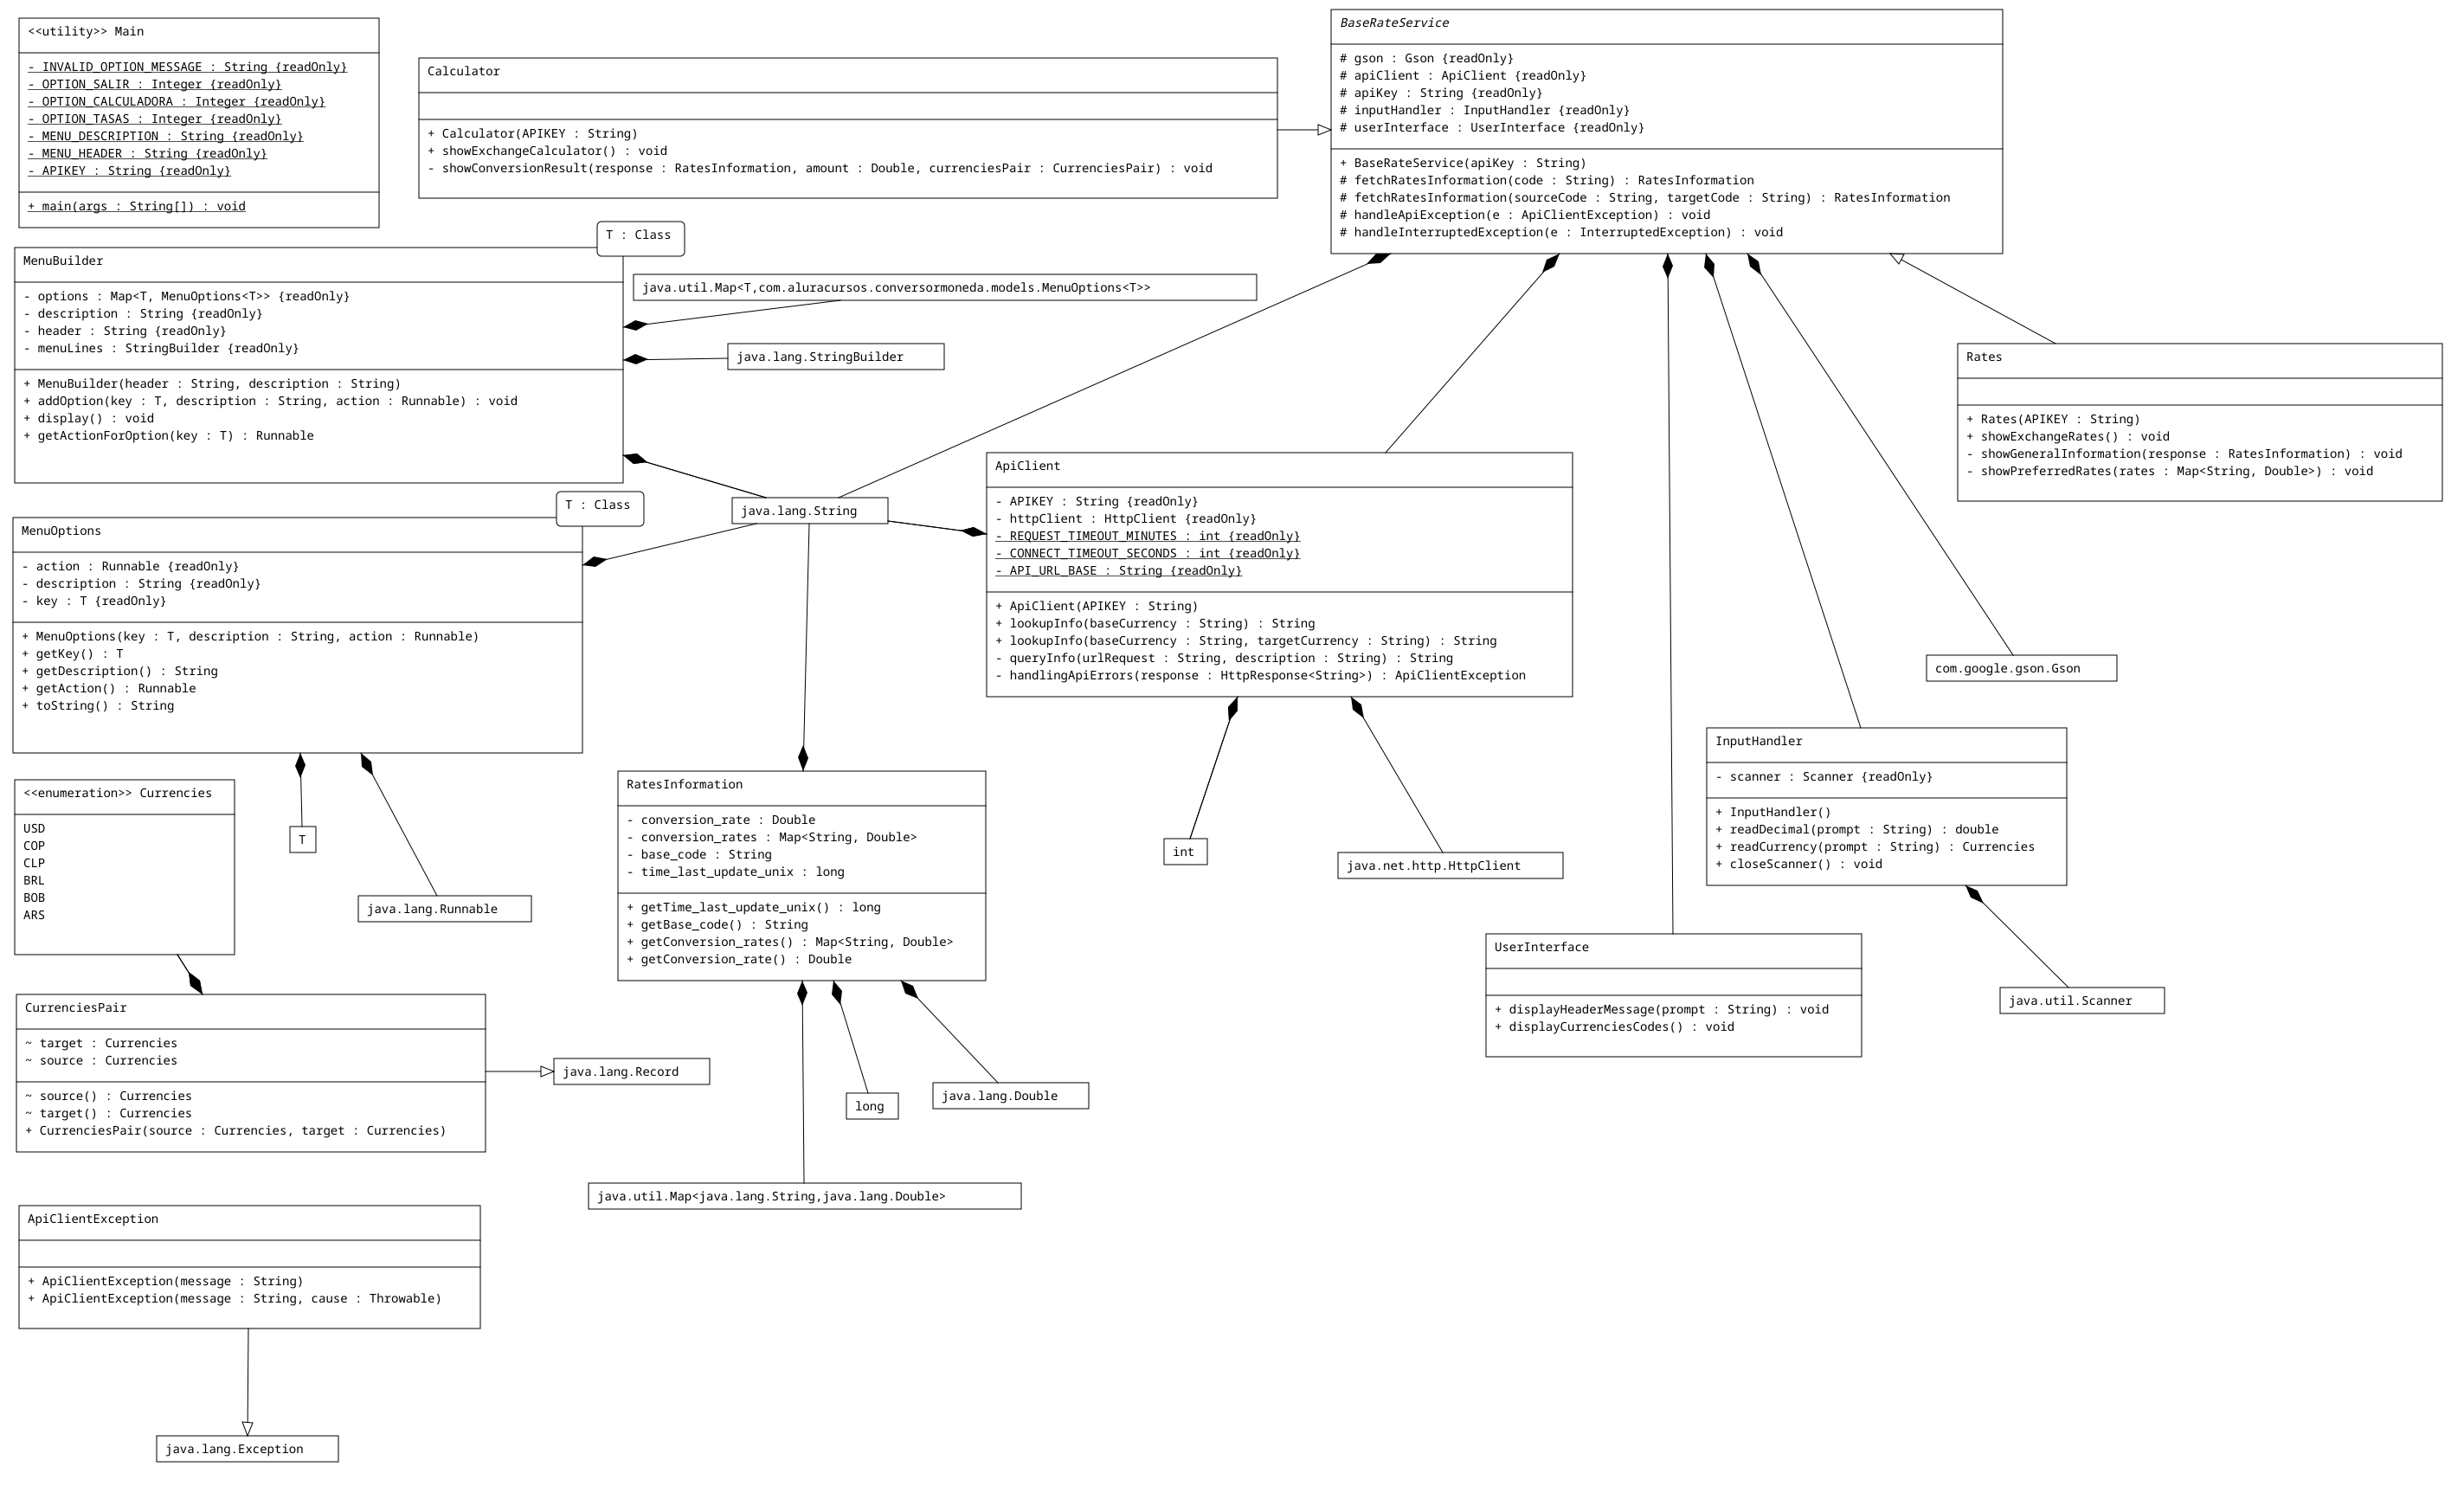 <<utility>> Main
- INVALID_OPTION_MESSAGE : String {readOnly}
- OPTION_SALIR : Integer {readOnly}
- OPTION_CALCULADORA : Integer {readOnly}
- OPTION_TASAS : Integer {readOnly}
- MENU_DESCRIPTION : String {readOnly}
- MENU_HEADER : String {readOnly}
- APIKEY : String {readOnly}
+ main(args : String[]) : void
Calculator
+ Calculator(APIKEY : String)
+ showExchangeCalculator() : void
- showConversionResult(response : RatesInformation, amount : Double, currenciesPair : CurrenciesPair) : void
BaseRateService
# gson : Gson {readOnly}
# apiClient : ApiClient {readOnly}
# apiKey : String {readOnly}
# inputHandler : InputHandler {readOnly}
# userInterface : UserInterface {readOnly}
+ BaseRateService(apiKey : String)
# fetchRatesInformation(code : String) : RatesInformation
# fetchRatesInformation(sourceCode : String, targetCode : String) : RatesInformation
# handleApiException(e : ApiClientException) : void
# handleInterruptedException(e : InterruptedException) : void
T : Class
MenuBuilder
- options : Map<T, MenuOptions<T>> {readOnly}
- description : String {readOnly}
- header : String {readOnly}
- menuLines : StringBuilder {readOnly}
+ MenuBuilder(header : String, description : String)
+ addOption(key : T, description : String, action : Runnable) : void
+ display() : void
+ getActionForOption(key : T) : Runnable
java.util.Map<T,com.aluracursos.conversormoneda.models.MenuOptions<T>>
java.lang.StringBuilder
Rates
+ Rates(APIKEY : String)
+ showExchangeRates() : void
- showGeneralInformation(response : RatesInformation) : void
- showPreferredRates(rates : Map<String, Double>) : void
java.lang.String
ApiClient
- APIKEY : String {readOnly}
- httpClient : HttpClient {readOnly}
- REQUEST_TIMEOUT_MINUTES : int {readOnly}
- CONNECT_TIMEOUT_SECONDS : int {readOnly}
- API_URL_BASE : String {readOnly}
+ ApiClient(APIKEY : String)
+ lookupInfo(baseCurrency : String) : String
+ lookupInfo(baseCurrency : String, targetCurrency : String) : String
- queryInfo(urlRequest : String, description : String) : String
- handlingApiErrors(response : HttpResponse<String>) : ApiClientException
T : Class
MenuOptions
- action : Runnable {readOnly}
- description : String {readOnly}
- key : T {readOnly}
+ MenuOptions(key : T, description : String, action : Runnable)
+ getKey() : T
+ getDescription() : String
+ getAction() : Runnable
+ toString() : String
com.google.gson.Gson
InputHandler
- scanner : Scanner {readOnly}
+ InputHandler()
+ readDecimal(prompt : String) : double
+ readCurrency(prompt : String) : Currencies
+ closeScanner() : void
<<enumeration>> Currencies
USD
COP
CLP
BRL
BOB
ARS
T
java.lang.Runnable
RatesInformation
- conversion_rate : Double
- conversion_rates : Map<String, Double>
- base_code : String
- time_last_update_unix : long
+ getTime_last_update_unix() : long
+ getBase_code() : String
+ getConversion_rates() : Map<String, Double>
+ getConversion_rate() : Double
int
java.net.http.HttpClient
UserInterface
+ displayHeaderMessage(prompt : String) : void
+ displayCurrenciesCodes() : void
java.util.Scanner
CurrenciesPair
~ target : Currencies
~ source : Currencies
~ source() : Currencies
~ target() : Currencies
+ CurrenciesPair(source : Currencies, target : Currencies)
java.lang.Record
long
java.lang.Double
java.util.Map<java.lang.String,java.lang.Double>
ApiClientException
+ ApiClientException(message : String)
+ ApiClientException(message : String, cause : Throwable)
java.lang.Exception